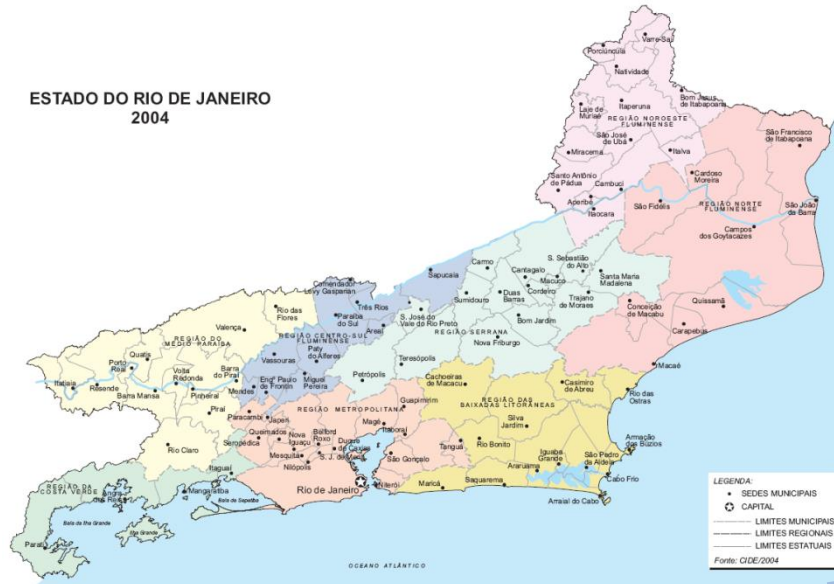 ESTADO DO RIO DE JANEIRO
2004
Varre-Sai
Porciúncula
Natividade
Bom Jesus
de Itabapoana
Itaperuna
Laje de
Muriaé
REGIÃO NOROESTE
FLUMINENSE
São José
de Ubá
São Francisco
de Itabapoana
Miracema
Italva
Cardoso
Moreira
Santo Antônio
de Pádua
Cambuci
Aperibé
Itaocara
São Fidélis
REGIÃO NORTE
FLUMINENSE
São João
da Barra
Campos
dos Goytacazes
Sapucaia
Carmo
S. Sebastião
do Alto
Cantagalo
Macuco
Cordeiro
Santa Maria
Madalena
Comendador
Levy Gasparian
Três Rios
Sumidouro
Duas
Barras
Trajano
de Moraes
Conceição
de Macabu
Quissamã
Rio das
Flores
Paraíba
do Sul
Areal
S. José do
Vale do Rio Preto
Bom Jardim
Carapebus
Valença
REGIÃO CENTRO-SUL
FLUMINENSE
REGIÃO SERRANA
Nova Friburgo
REGIÃO DO
MÉDIO PARAÍBA
Quatis
Porto
Real
Vassouras
Paty
do Alferes
Teresópolis
Macaé
Itatiaia
Resende
Volta
Redonda
Barra
do Piraí
Mendes
Engº Paulo
de Frontin
Miguel
Pereira
Petrópolis
Cachoeiras
de Macacu
Casimiro
de Abreu
Rio das
Ostras
Barra Mansa
Pinheiral
Piraí
REGIÃO METROPOLITANA
Guapimirim
REGIÃO DAS
BAIXADAS LITORÂNEAS
Paracambi
Japeri
Magé
Itaboraí
Silva
Jardim
Queimados
Seropédica
Nova
Iguaçu
Belford
Roxo
Duque
de Caxias
Mesquita
S. J. de Meriti
Nilópolis
São Gonçalo
Tanguá
Rio Bonito
Armação
dos Búzios
Rio Claro
Iguaba
Grande
São Pedro
da Aldeia
Araruama
Cabo Frio
Itaguaí
Rio de Janeiro
Niterói
Maricá
Saquarema
Arraial do Cabo
REGIÃO DA
COSTA VERDE
Angra
dos Reis
Mangaratiba
Baía de Sepetiba
Baía da Ilha Grande
Ilha Grande
Parati
OCEANO ATLÂNTICO
LEGENDA:
SEDES MUNICIPAIS
CAPITAL
LIMITES MUNICIPAIS
LIMITES REGIONAIS
LIMITES ESTATUAIS
Fonte: CIDE/2004